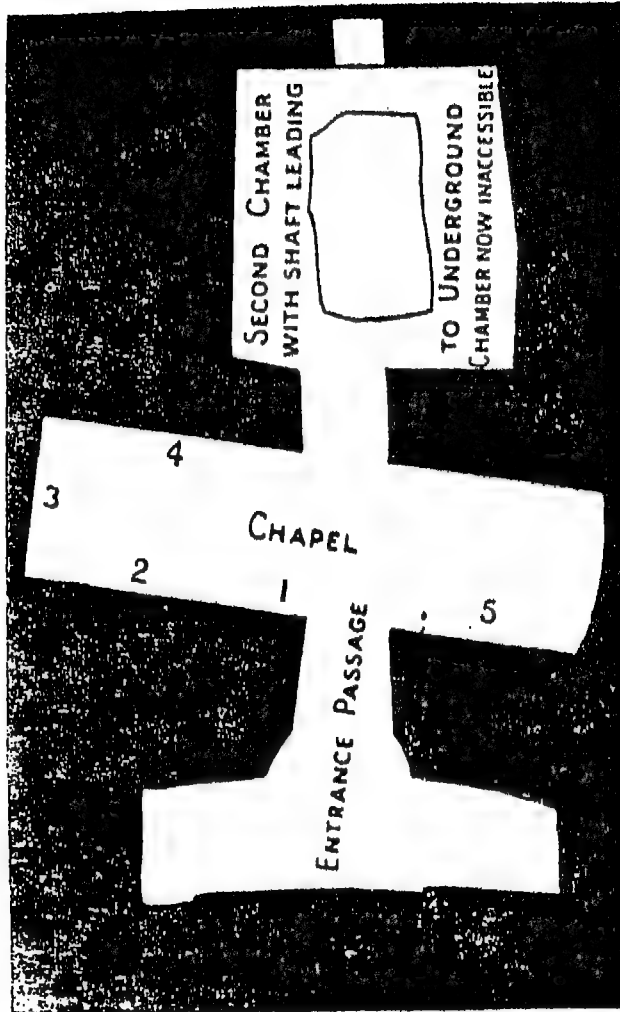 SECOND CHAMBER
WITH SHAFT LEADING
TO UNDERGROUND
CHAMBER NOW INACCESSIBLE
4
3
CHAPEL
2
1
5
ENTRANCE PASSAGE